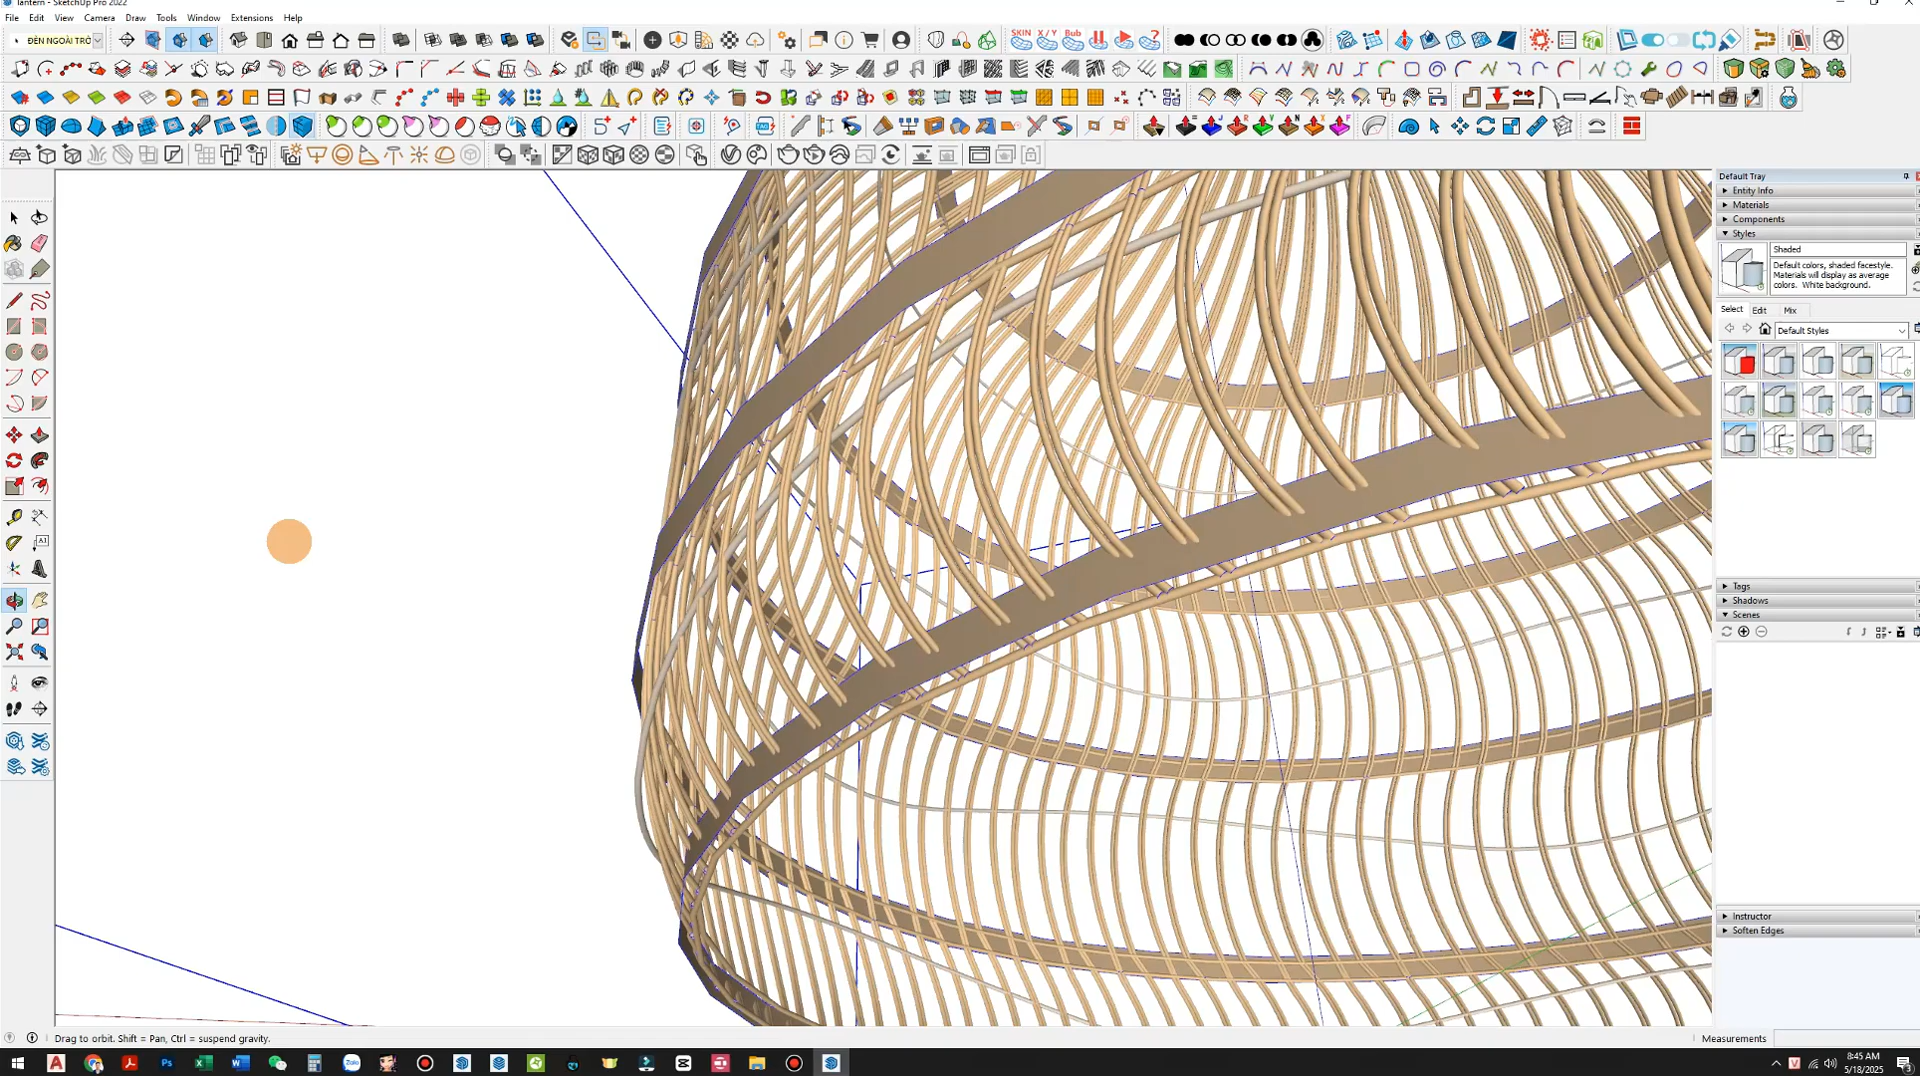 lantern - SketchUp Pro 2022
File Edit View Camera Draw Tools Window Extensions Help
ĐÈN NGOÀI TRỜ
SKIN X / Y Bub
TAG
Default Tray
Entity Info
Materials
Components
Styles
Shaded
Default colors, shaded facestyle. Materials will display as average colors. White background.
Select Edit Mix
Default Styles
Tags
Shadows
Scenes
Instructor
Soften Edges
Drag to orbit. Shift = Pan, Ctrl = suspend gravity.
Measurements
8:45 AM
5/18/2025